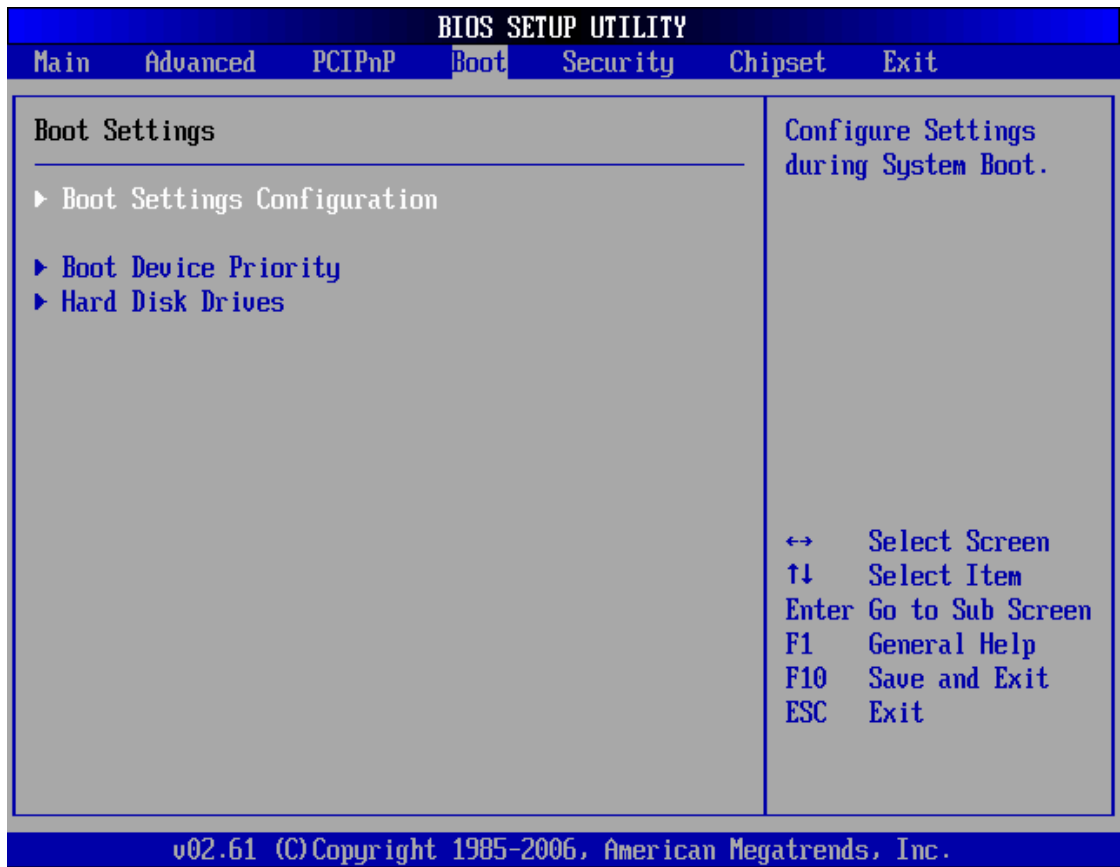 BIOS SETUP UTILITY
Main Advanced PCIPnP Boot Security Chipset Exit
Boot Settings
▶ Boot Settings Configuration
▶ Boot Device Priority
▶ Hard Disk Drives
Configure Settings
during System Boot.
←→ Select Screen
↑↓ Select Item
Enter Go to Sub Screen
F1 General Help
F10 Save and Exit
ESC Exit
v02.61 (C)Copyright 1985-2006, American Megatrends, Inc.